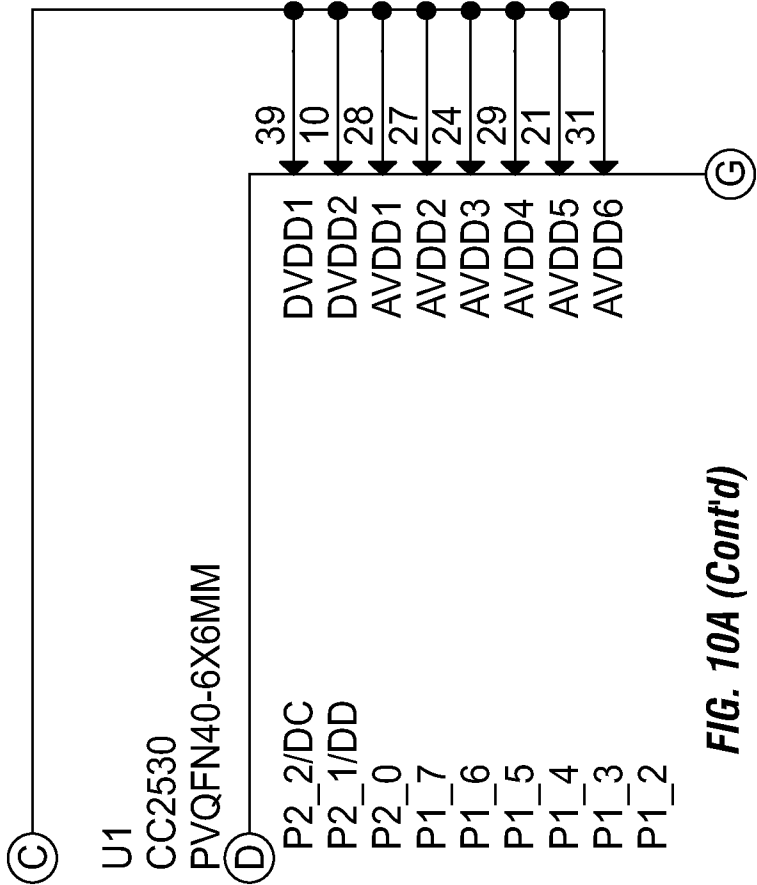 C
U1
CC2530
PVQFN40-6X6MM
D
P2_2/DC
P2_1/DD
P2_0
P1_7
P1_6
P1_5
P1_4
P1_3
P1_2
DVDD1
DVDD2
AVDD1
AVDD2
AVDD3
AVDD4
AVDD5
AVDD6
39
10
28
27
24
29
21
31
G
FIG. 10A (Cont'd)